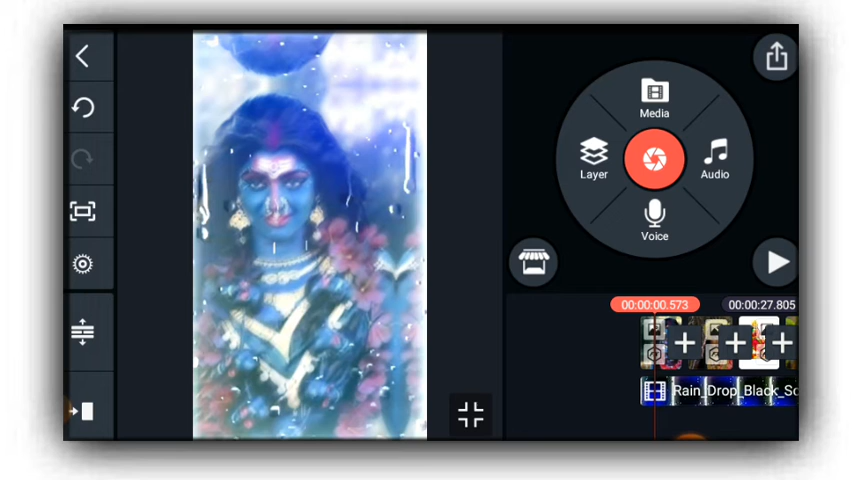 Media
Layer
Audio
Voice
00:00:00.573
00:00:27.805
Rain_Drop_Black_Sc